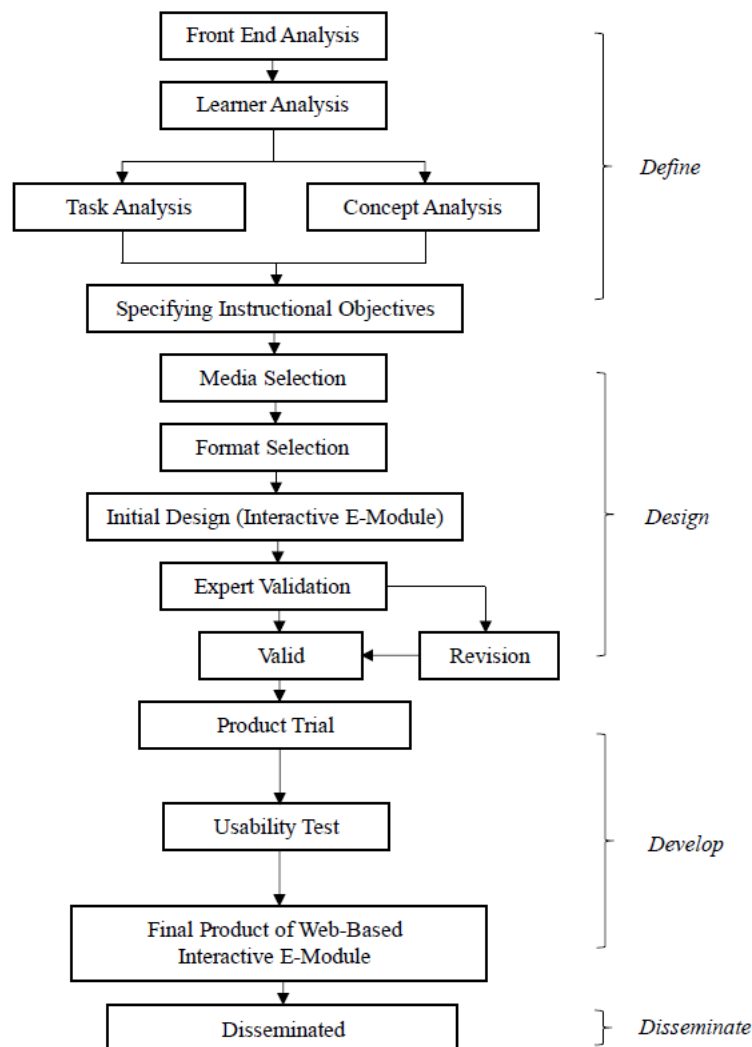 Front End Analysis
Learner Analysis
Define
Task Analysis
Concept Analysis
Specifying Instructional Objectives
Media Selection
Format Selection
Initial Design (Interactive E-Module)
Design
Expert Validation
Valid
Revision
Product Trial
Usability Test
Develop
Final Product of Web-Based
Interactive E-Module
Disseminated
Disseminate